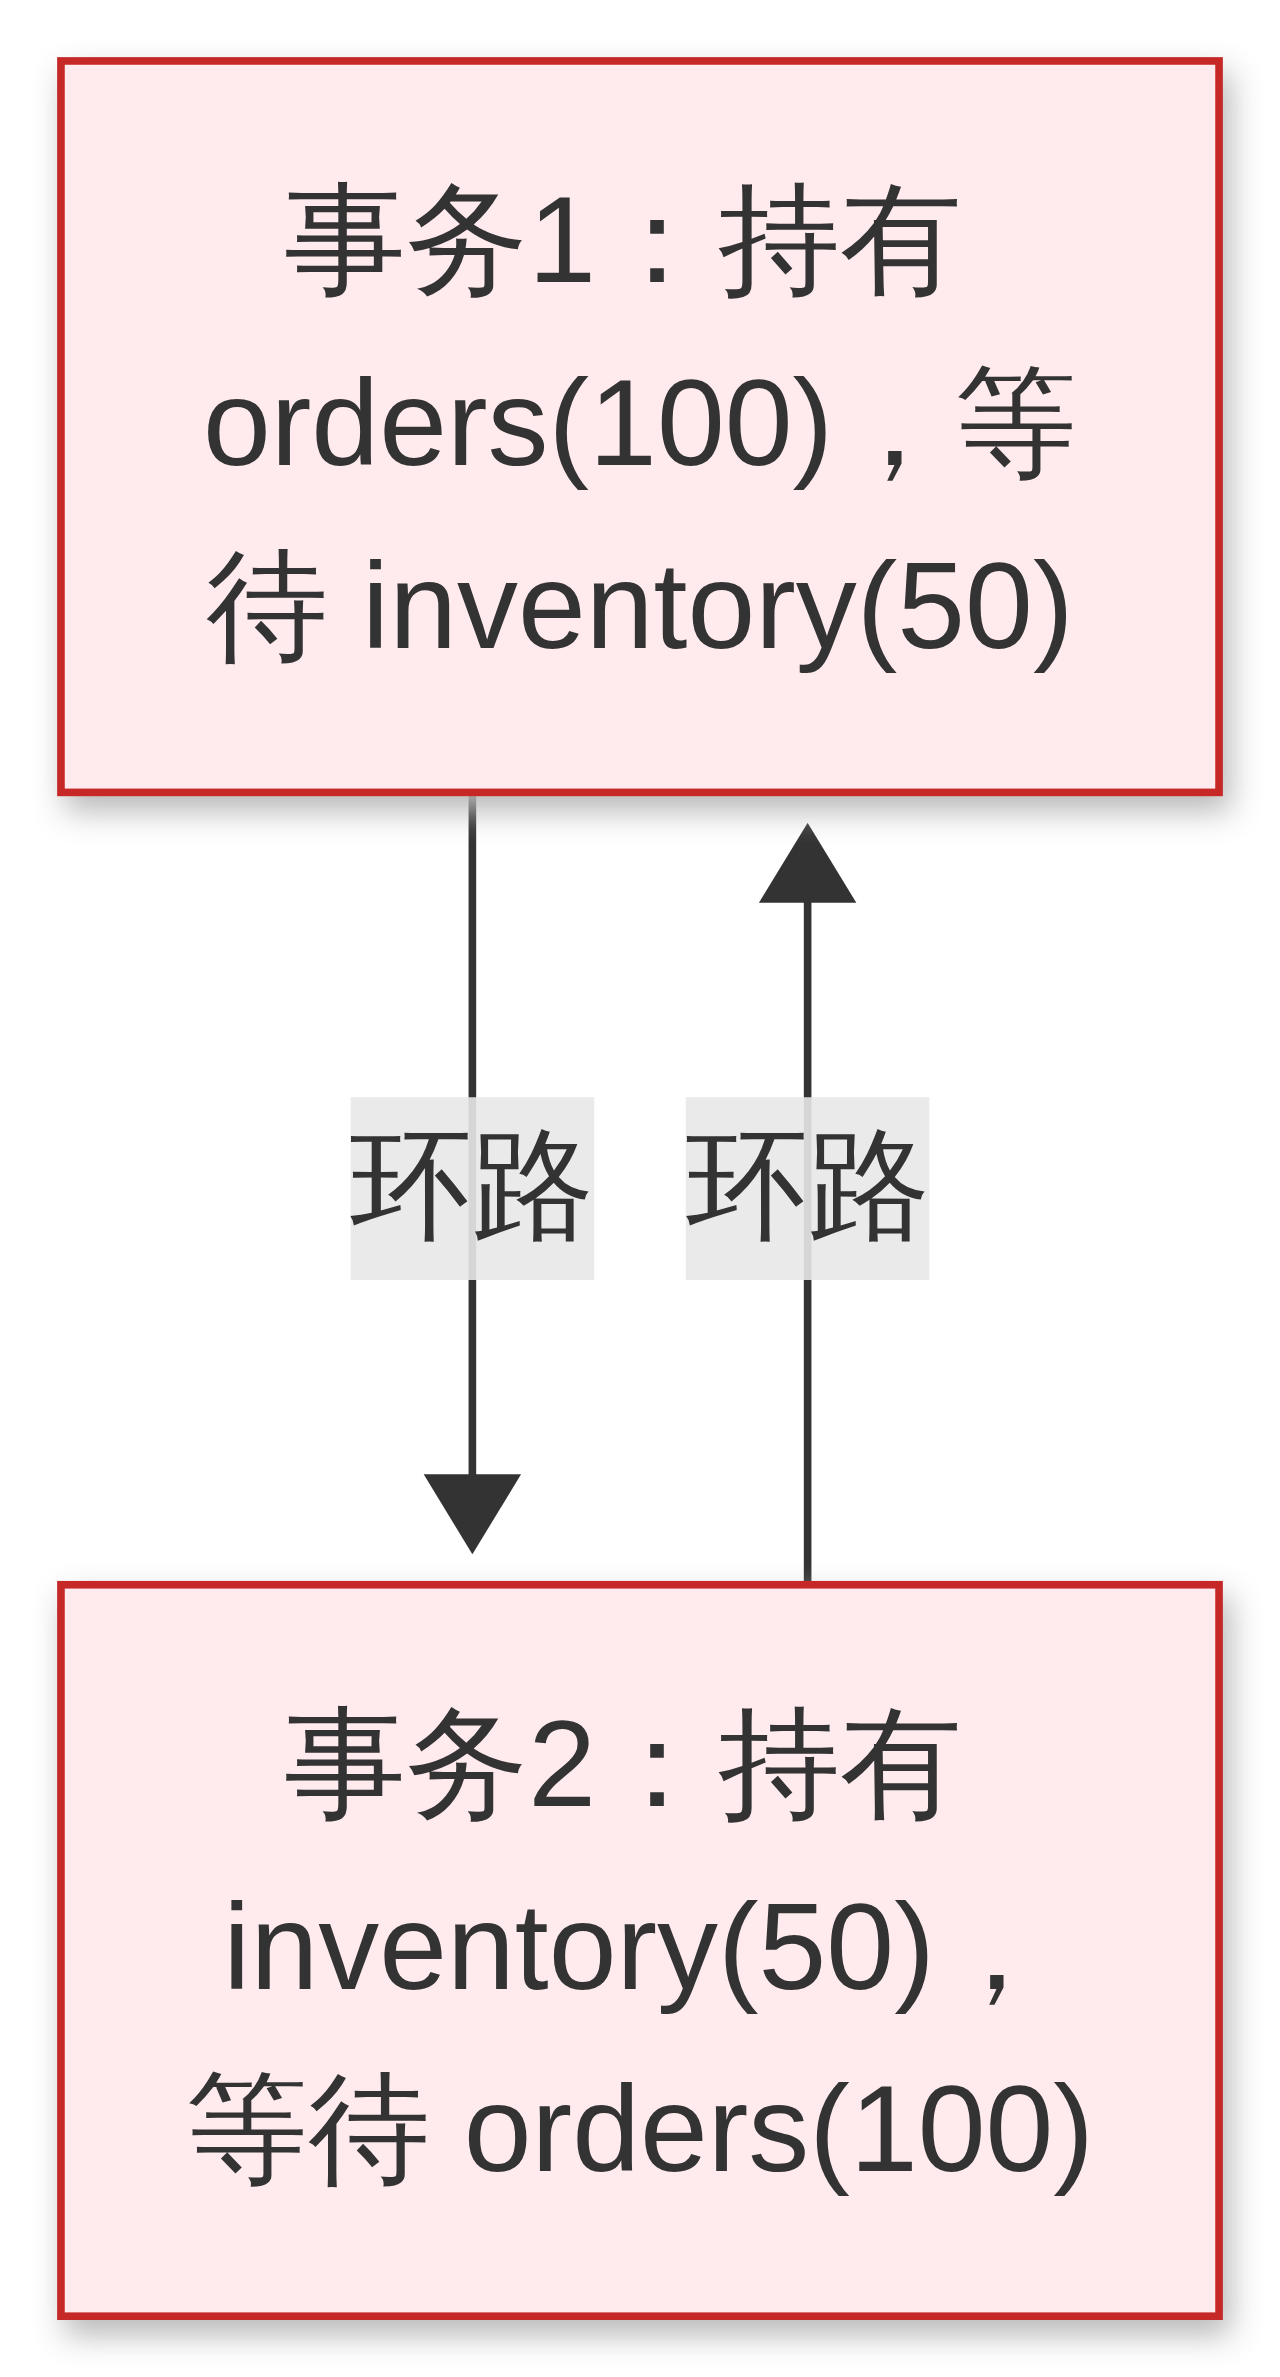 事务1：持有
orders(100)，等
待 inventory(50)
环路
环路
事务2：持有
inventory(50)，
等待 orders(100)